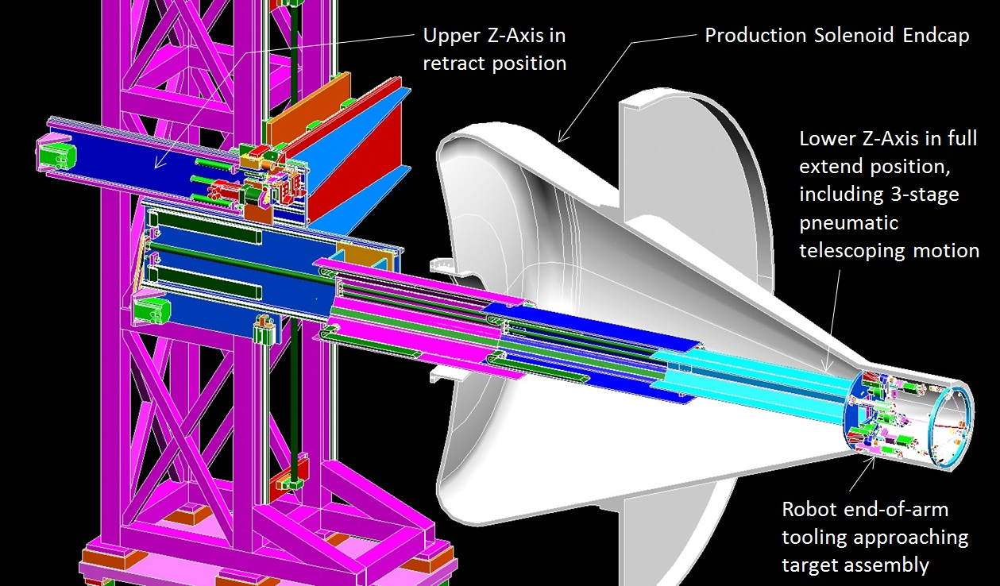 Upper Z-Axis in
retract position
Production Solenoid Endcap
Lower Z-Axis in full
extend position,
including 3-stage
pneumatic
telescoping motion
Robot end-of-arm
tooling approaching
target assembly